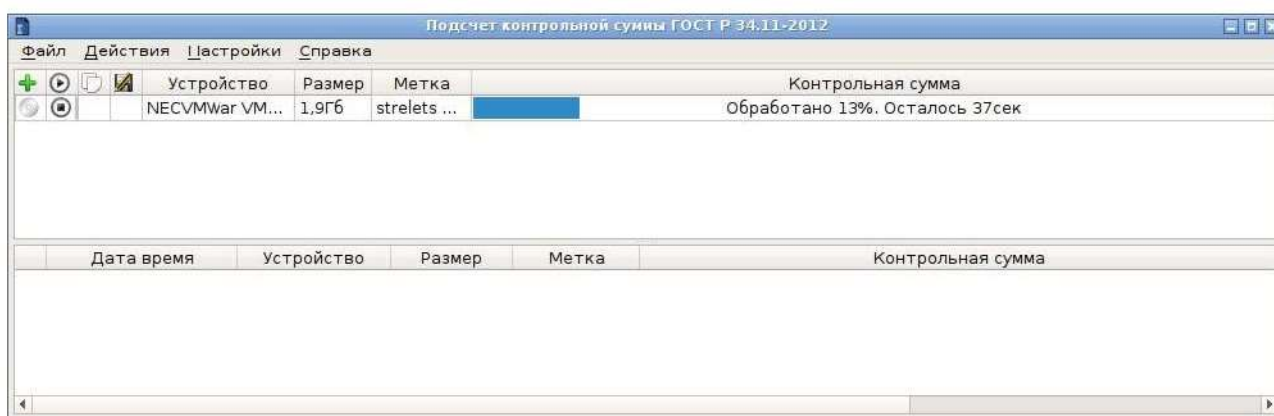 Подсчет контрольной суммы ГОСТ Р 34.11-2012
Файл Действия Настройки Справка
Устройство Размер Метка Контрольная сумма
NECVMWar VM... 1,9Гб strelets ... Обработано 13%. Осталось 37сек
Дата время Устройство Размер Метка Контрольная сумма